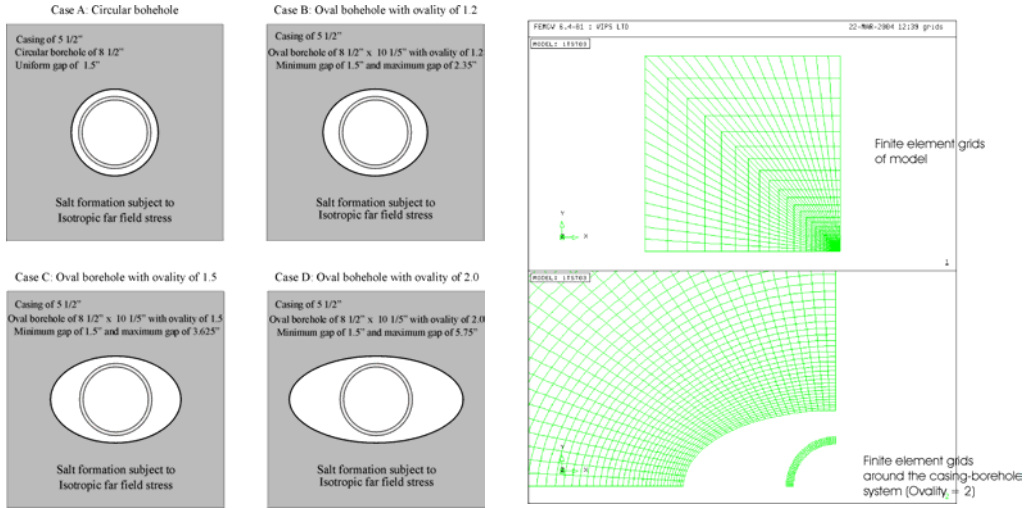 Case A: Circular bohehole
Casing of 5 1/2"
Circular borehole of 8 1/2"
Uniform gap of 1.5"
Salt formation subject to
Isotropic far field stress
Case B: Oval bohehole with ovality of 1.2
Casing of 5 1/2"
Oval borehole of 8 1/2" x 10 1/5" with ovality of 1.2
Minimum gap of 1.5" and maximum gap of 2.35"
Salt formation subject to
Isotropic far field stress
Case C: Oval borehole with ovality of 1.5
Casing of 5 1/2"
Oval borehole of 8 1/2" x 10 1/5" with ovality of 1.5
Minimum gap of 1.5" and maximum gap of 3.625"
Salt formation subject to
Isotropic far field stress
Case D: Oval bohehole with ovality of 2.0
Casing of 5 1/2"
Oval borehole of 8 1/2" x 10 1/5" with ovality of 2.0
Minimum gap of 1.5" and maximum gap of 5.75"
Salt formation subject to
Isotropic far field stress
FEMGV 6.4-01 : VIPS LTD
22-MAR-2004 12:39 grids
Finite element grids
of model
Y
X
1
Finite element grids
around the casing-borehole
system (Ovality = 2)
Y
X
2